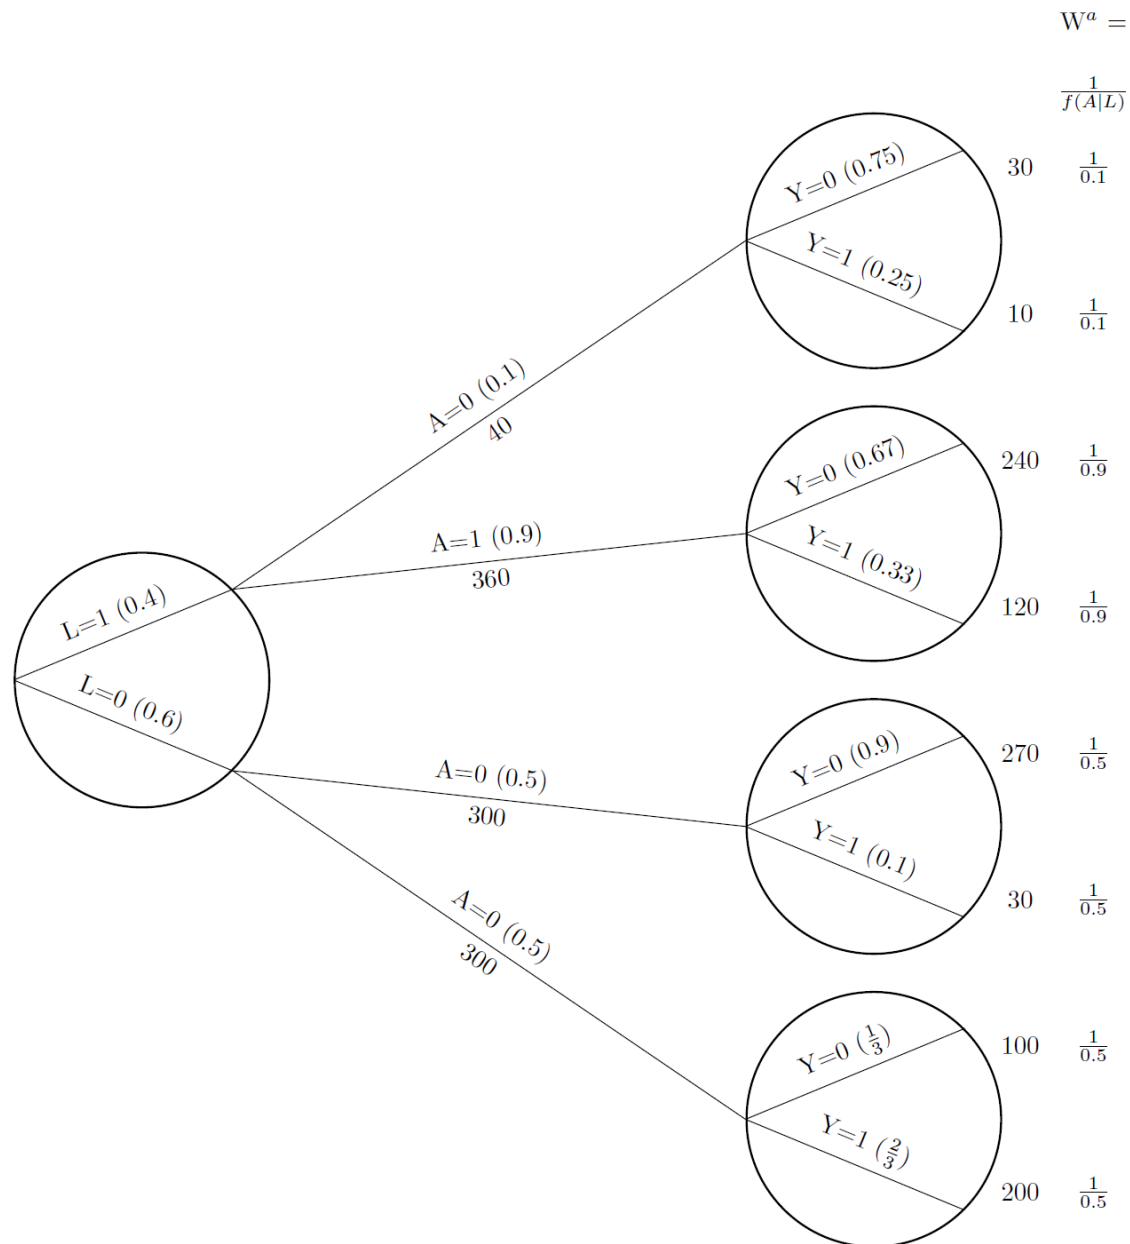 W^a =
1/f(A|L)
Y=0 (0.75)
30 1/0.1
Y=1 (0.25)
10 1/0.1
A=0 (0.1)
40
Y=0 (0.67)
240 1/0.9
A=1 (0.9)
360
Y=1 (0.33)
120 1/0.9
L=1 (0.4)
L=0 (0.6)
A=0 (0.5)
300
Y=0 (0.9)
270 1/0.5
Y=1 (0.1)
30 1/0.5
A=0 (0.5)
300
Y=0 (1/3)
100 1/0.5
Y=1 (2/3)
200 1/0.5